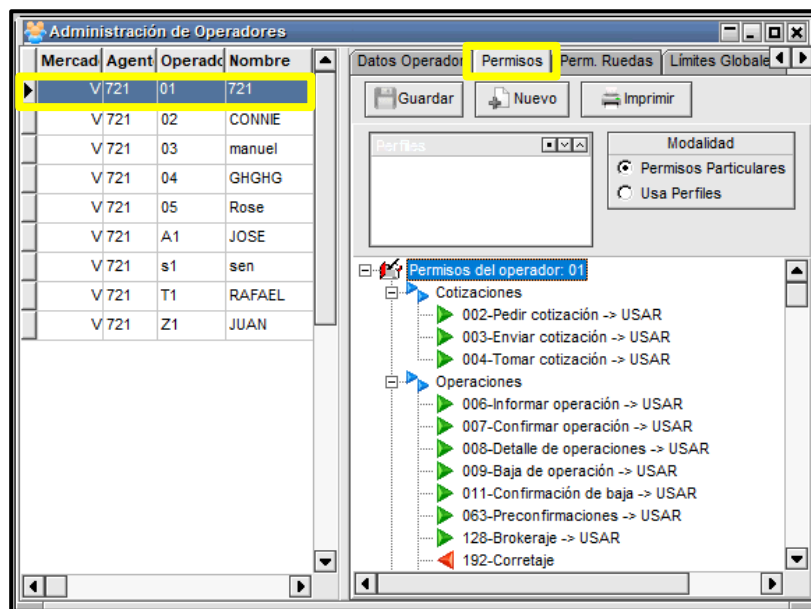 Administración de Operadores
Mercad Agent Operado Nombre
V 721 01 721
V 721 02 CONNIE
V 721 03 manuel
V 721 04 GHGHG
V 721 05 Rose
V 721 A1 JOSE
V 721 s1 sen
V 721 T1 RAFAEL
V 721 Z1 JUAN
Datos Operador Permisos Perm. Ruedas Límites Globale
Guardar Nuevo Imprimir
Perfiles
Modalidad
Permisos Particulares
Usa Perfiles
Permisos del operador: 01
Cotizaciones
002-Pedir cotización -> USAR
003-Enviar cotización -> USAR
004-Tomar cotización -> USAR
Operaciones
006-Informar operación -> USAR
007-Confirmar operación -> USAR
008-Detalle de operaciones -> USAR
009-Baja de operación -> USAR
011-Confirmación de baja -> USAR
063-Preconfirmaciones -> USAR
128-Brokeraje -> USAR
192-Corretaje